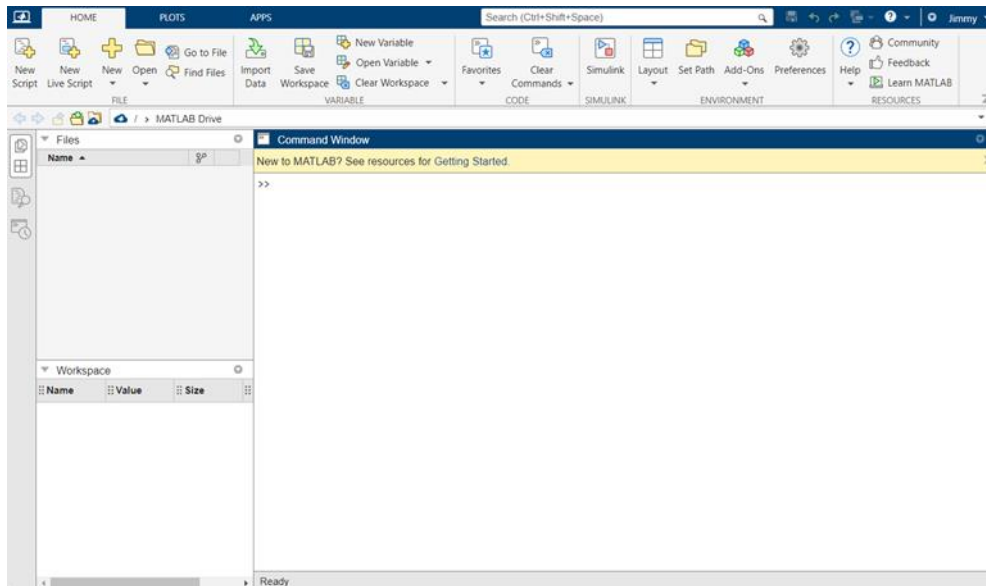 HOME PLOTS APPS Search (Ctrl+Shift+Space) Jimmy
New Script
New Live Script
New
Open
Go to File
Find Files
FILE
Import Data
Save Workspace
New Variable
Open Variable
Clear Workspace
VARIABLE
Favorites
Clear Commands
CODE
Simulink
SIMULINK
Layout
Set Path
Add-Ons
Preferences
ENVIRONMENT
Help
Community
Feedback
Learn MATLAB
RESOURCES
/ > MATLAB Drive
Files
Name
Command Window
New to MATLAB? See resources for Getting Started.
>>
Workspace
Name Value Size
Ready